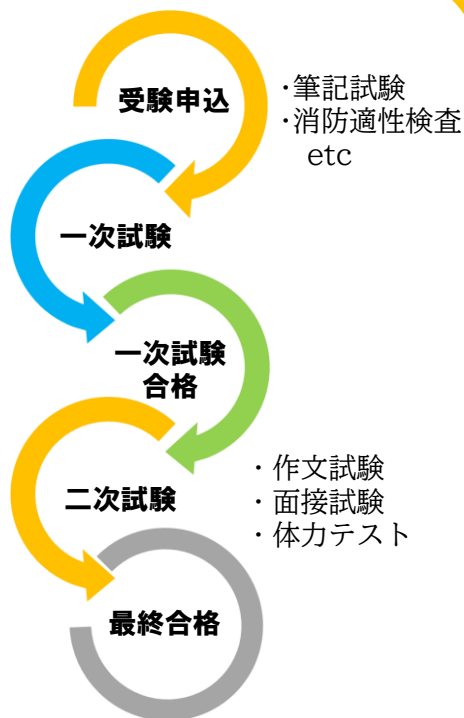 受験申込
・筆記試験
・消防適性検査
etc
一次試験
一次試験
合格
二次試験
・作文試験
・面接試験
・体力テスト
最終合格